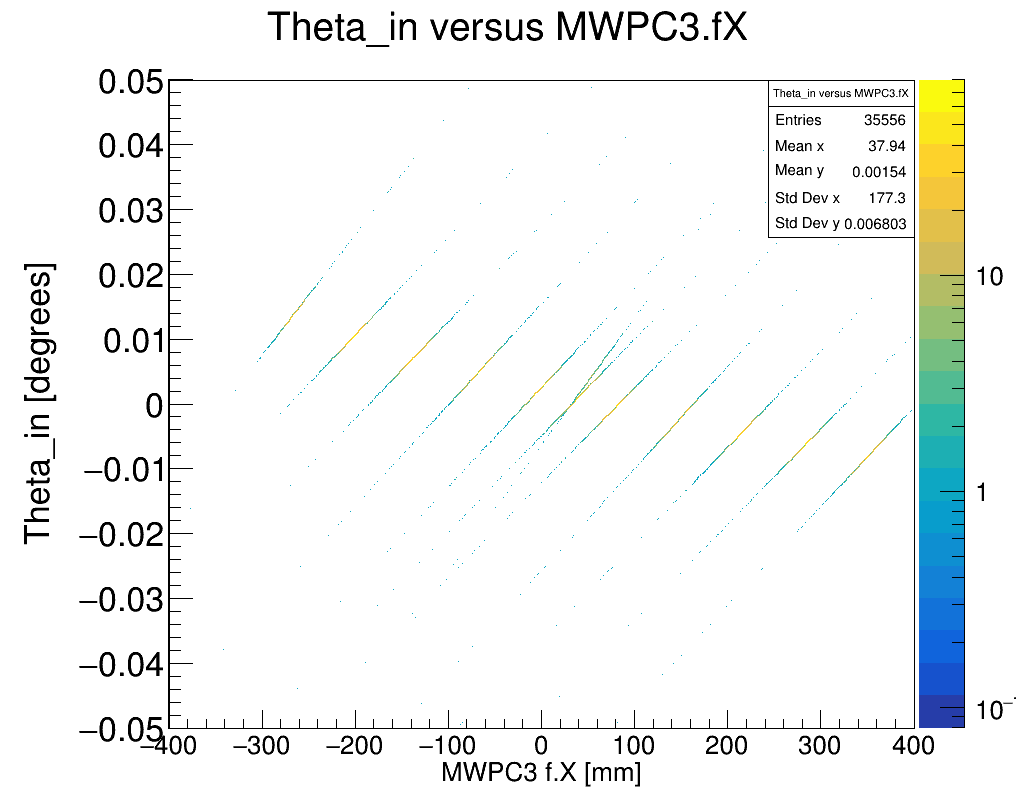 Theta_in versus MWPC3.fX
Theta_in [degrees]
0.05
0.04
0.03
0.02
0.01
0
−0.01
−0.02
−0.03
−0.04
−0.05
−400 −300 −200 −100 0 100 200 300 400
MWPC3 f.X [mm]
Theta_in versus MWPC3.fX
Entries 35556
Mean x 37.94
Mean y 0.00154
Std Dev x 177.3
Std Dev y 0.006803
10
1
10⁻